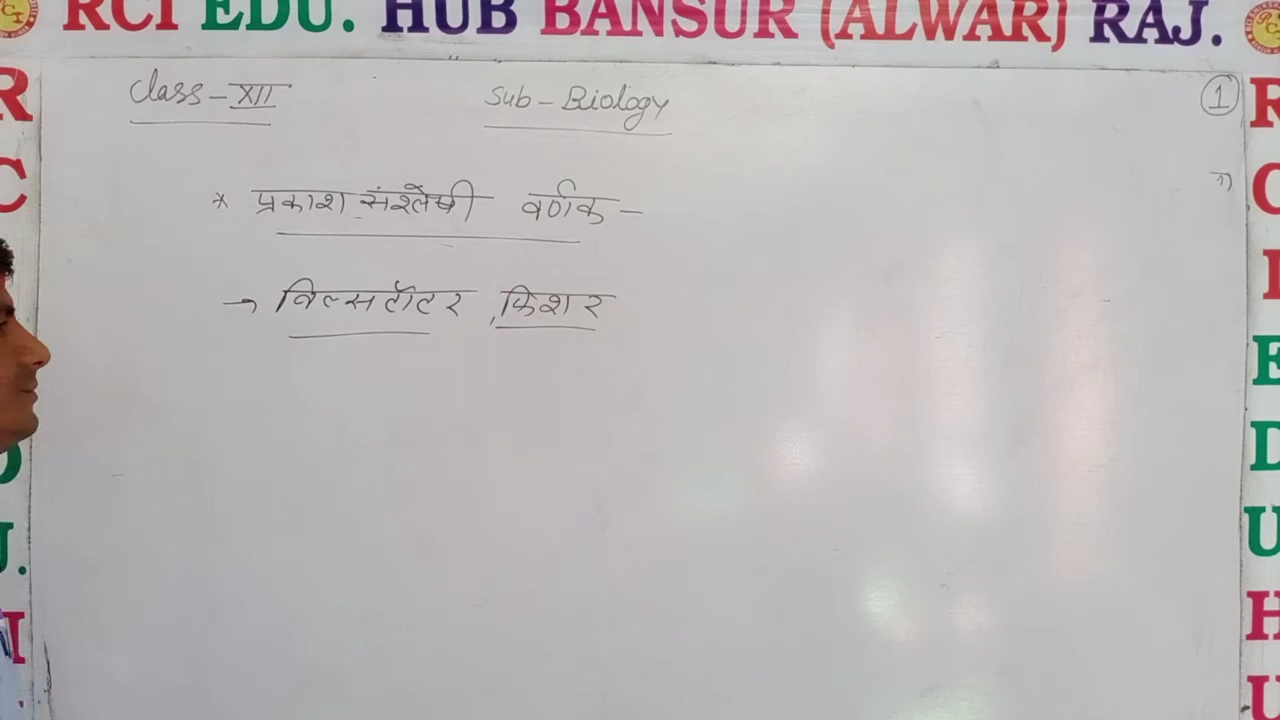 RCI EDU. HUB BANSUR (ALWAR) RAJ.
Class - XII
Sub - Biology
1
* प्रकाश संश्लेषी वर्णक -
→ विल्सटॉटर, फिशर
R
C
D
U.
I
R
C
I
E
D
U
H
U